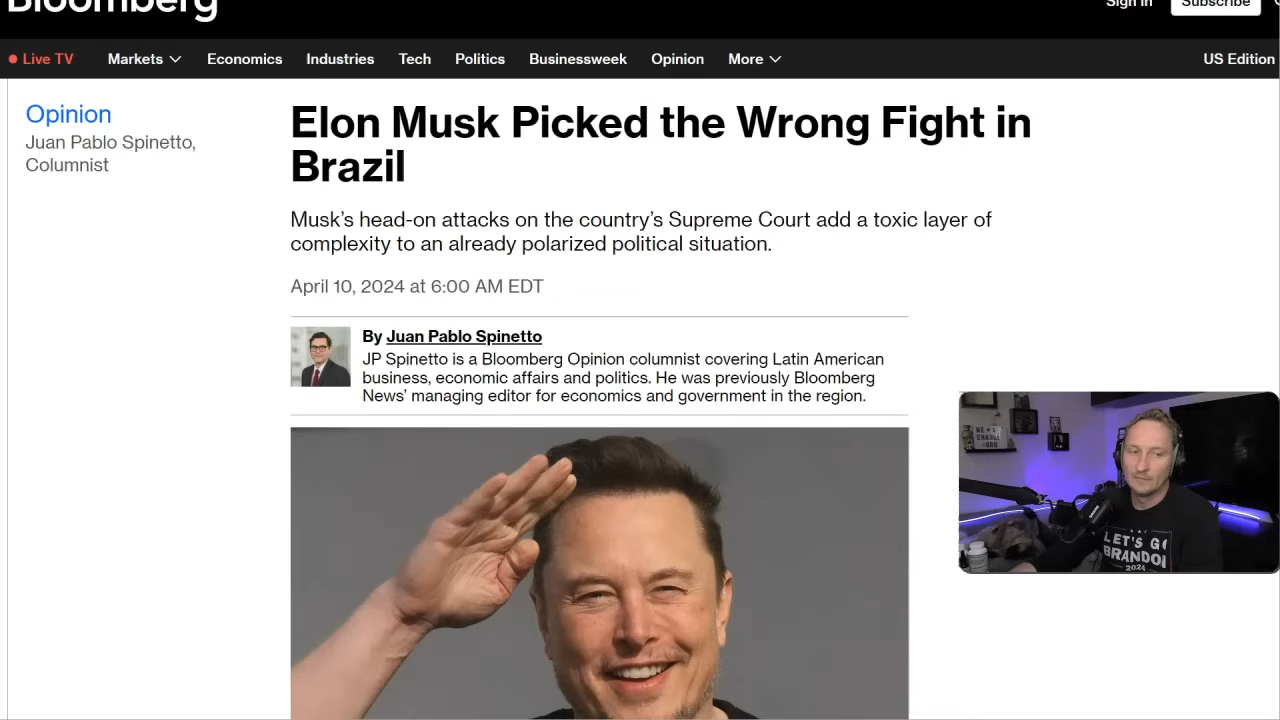 Bloomberg
Sign In
Subscribe
Live TV
Markets
Economics
Industries
Tech
Politics
Businessweek
Opinion
More
US Edition
Opinion
Juan Pablo Spinetto,
Columnist
Elon Musk Picked the Wrong Fight in
Brazil
Musk's head-on attacks on the country's Supreme Court add a toxic layer of
complexity to an already polarized political situation.
April 10, 2024 at 6:00 AM EDT
By Juan Pablo Spinetto
JP Spinetto is a Bloomberg Opinion columnist covering Latin American
business, economic affairs and politics. He was previously Bloomberg
News' managing editor for economics and government in the region.
WE
CHANGE
LET'S GO
BRANDON
2024